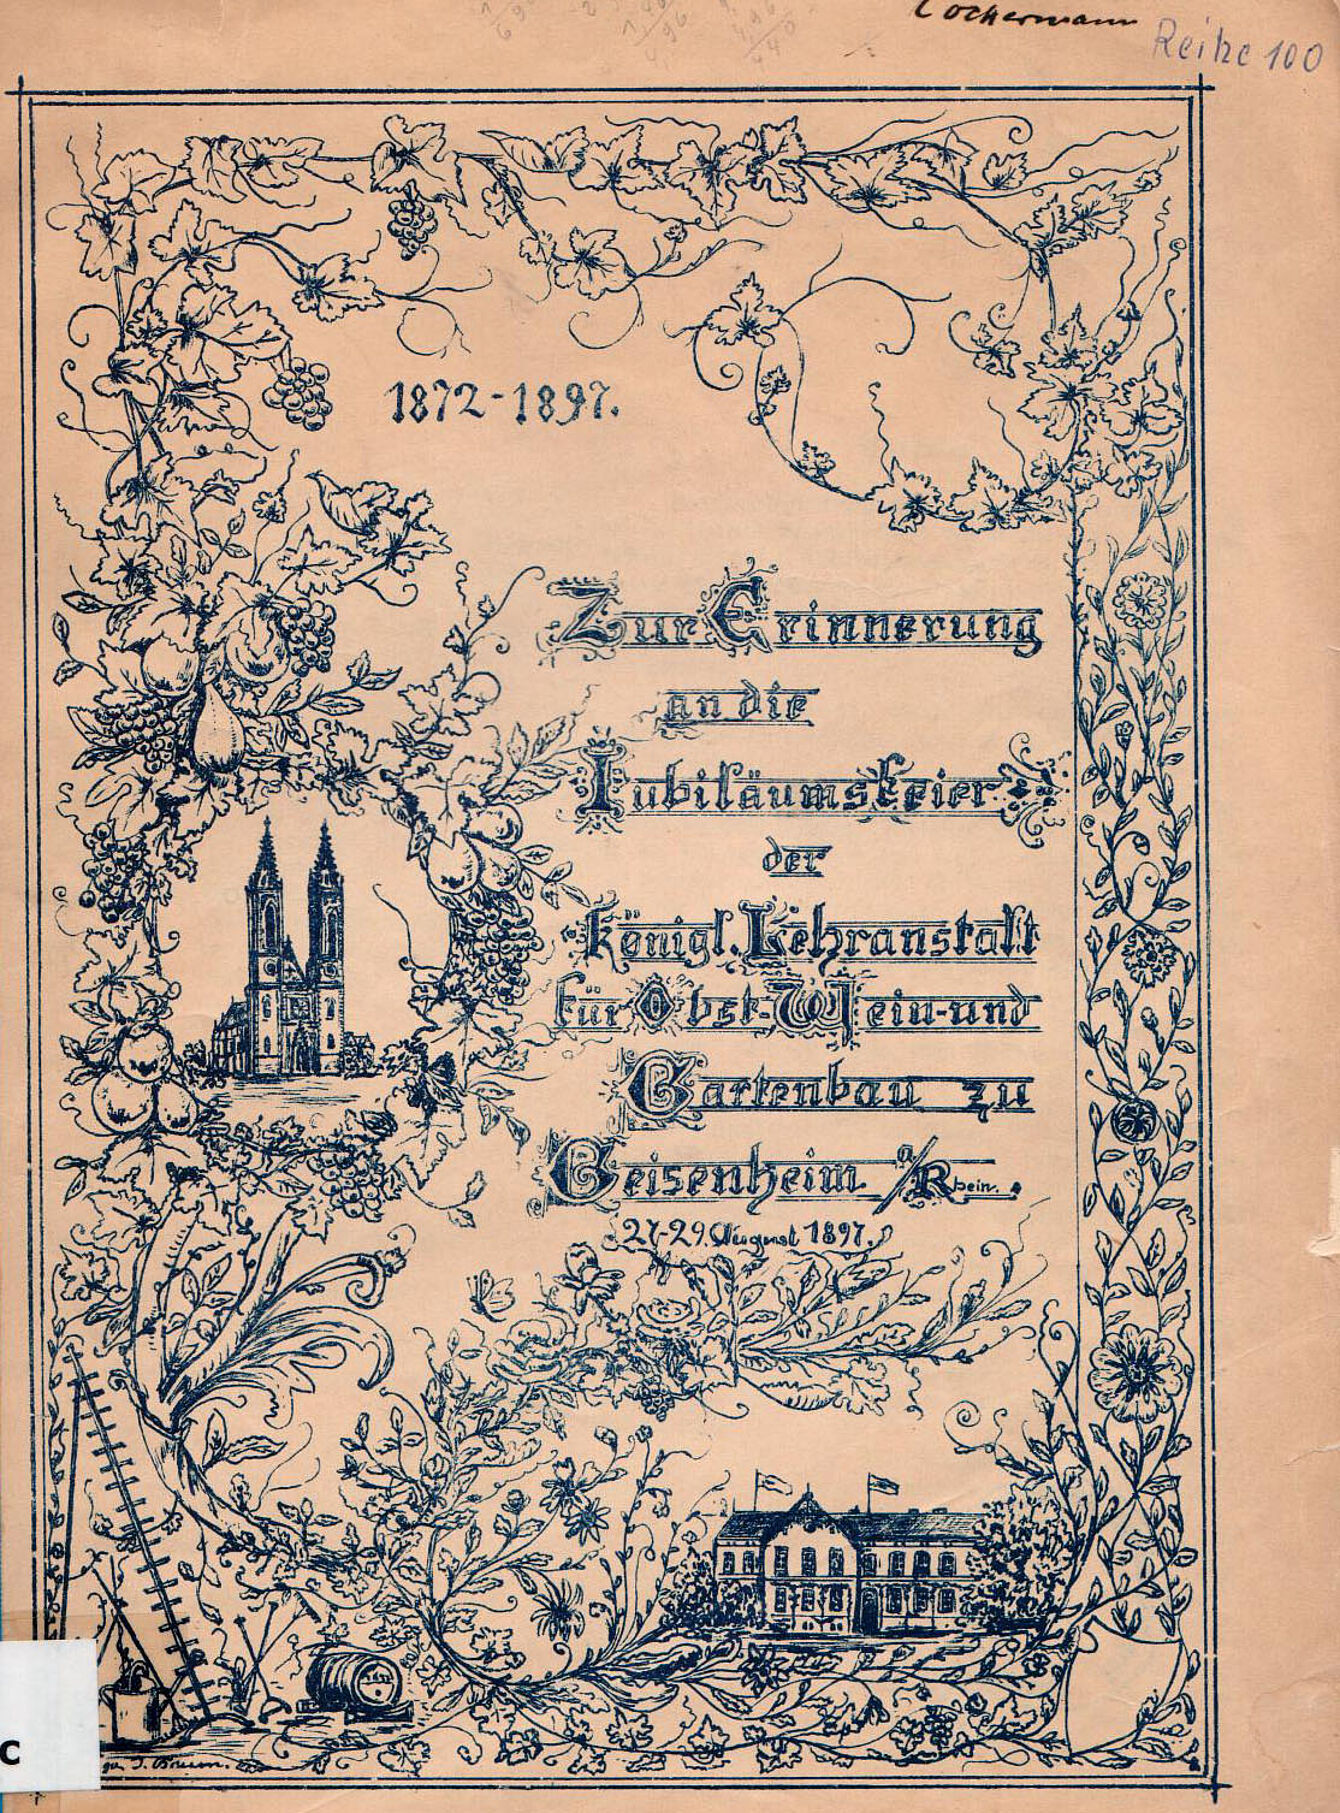 Reihe 100
1872-1897.
Zur Erinnerung
an die
Jubiläumsfeier
der
Königl. Lehranstalt
für Obst-Wein-und
Gartenbau zu
Geisenheim a/Rhein.
27-29. August 1897.
c